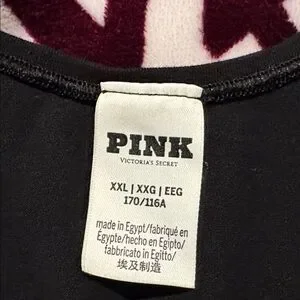 PINK
VICTORIA'S SECRET
XXL | XXG | EEG
170/116A
made in Egypt/fabriqué en
Égypte/hecho en Egipto/
fabbricato in Egitto/
埃及制造